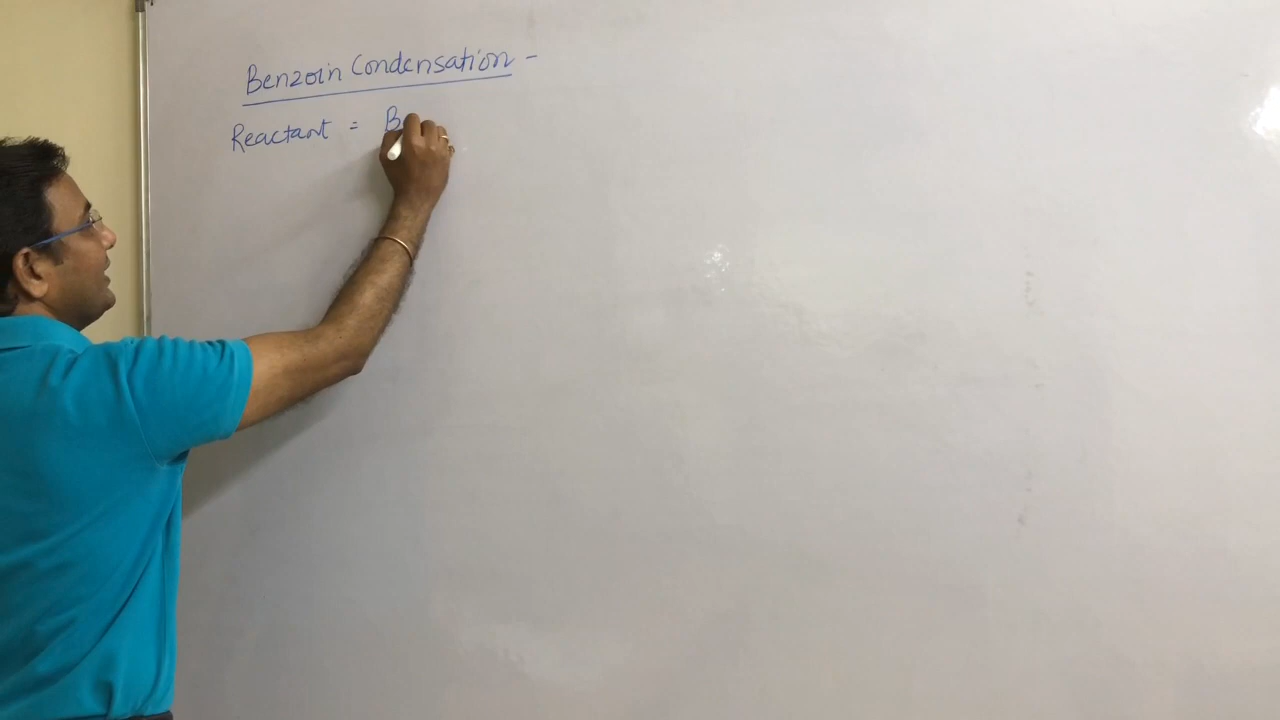 Benzoin Condensation -
Reactant = B